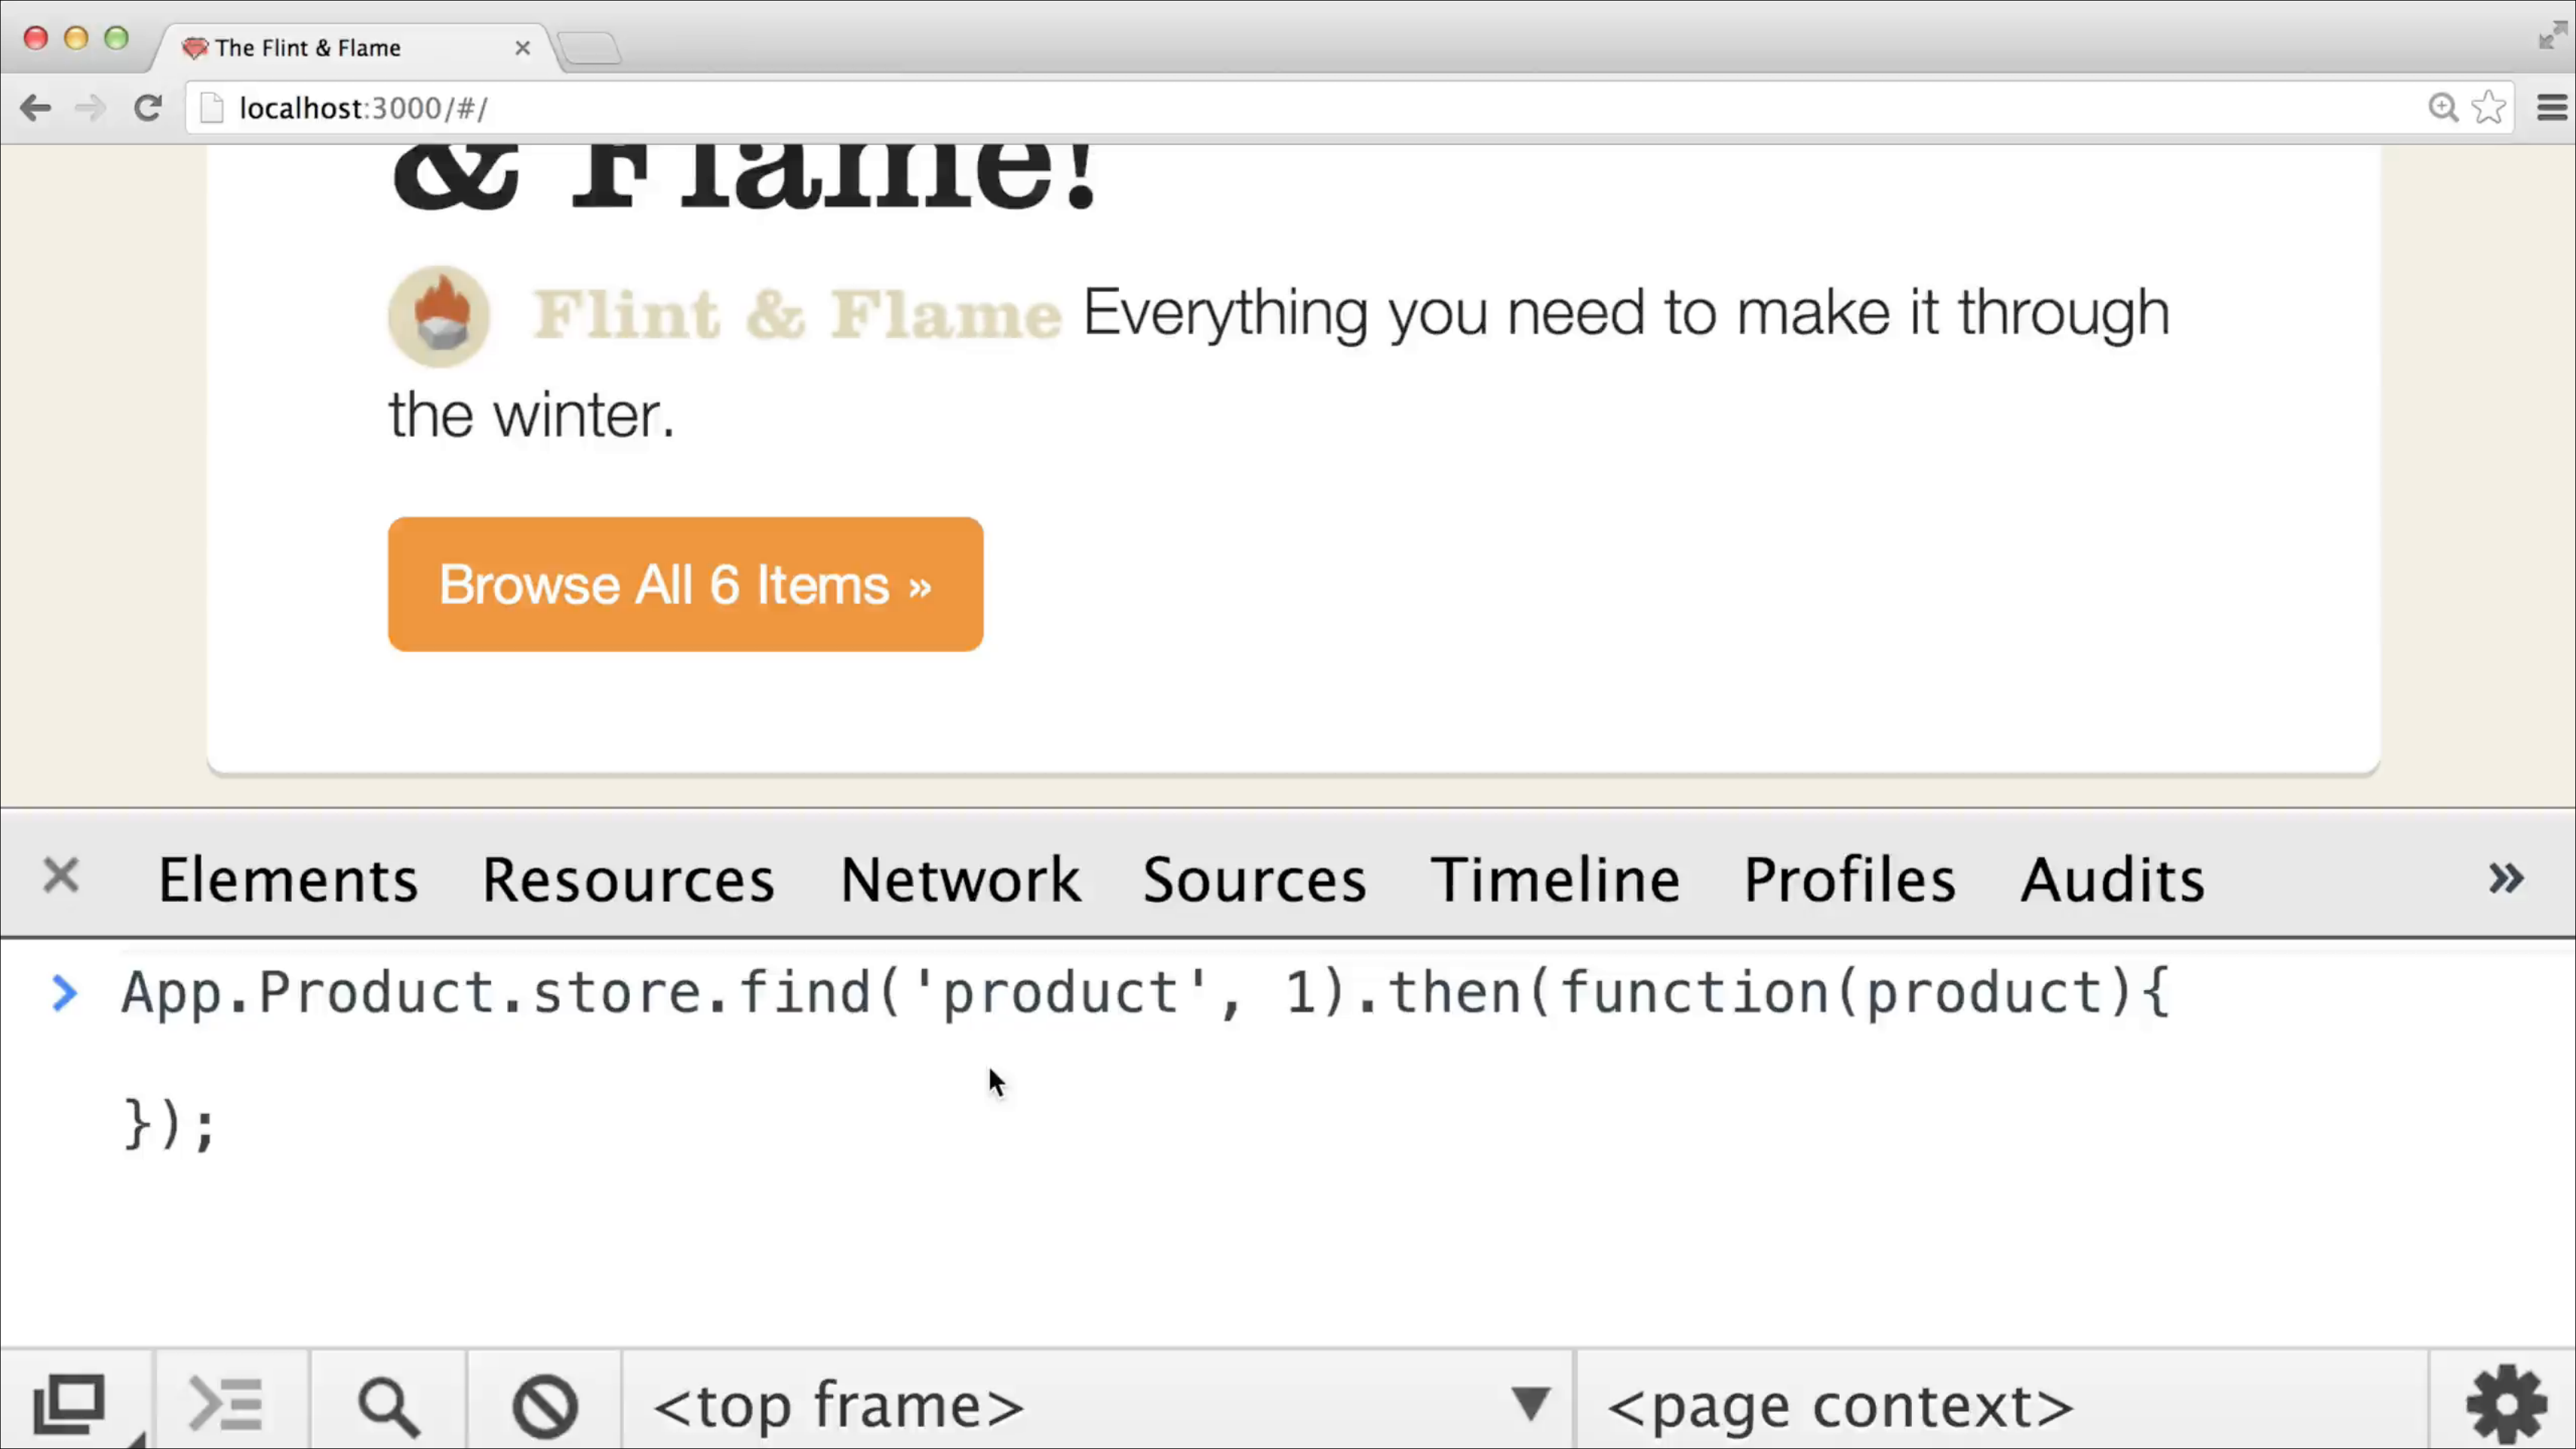 The Flint & Flame
localhost:3000/#/
& Flame!
Flint & Flame Everything you need to make it through
the winter.
Browse All 6 Items »
Elements Resources Network Sources Timeline Profiles Audits »
> App.Product.store.find('product', 1).then(function(product){
});
<top frame> ▼ <page context>